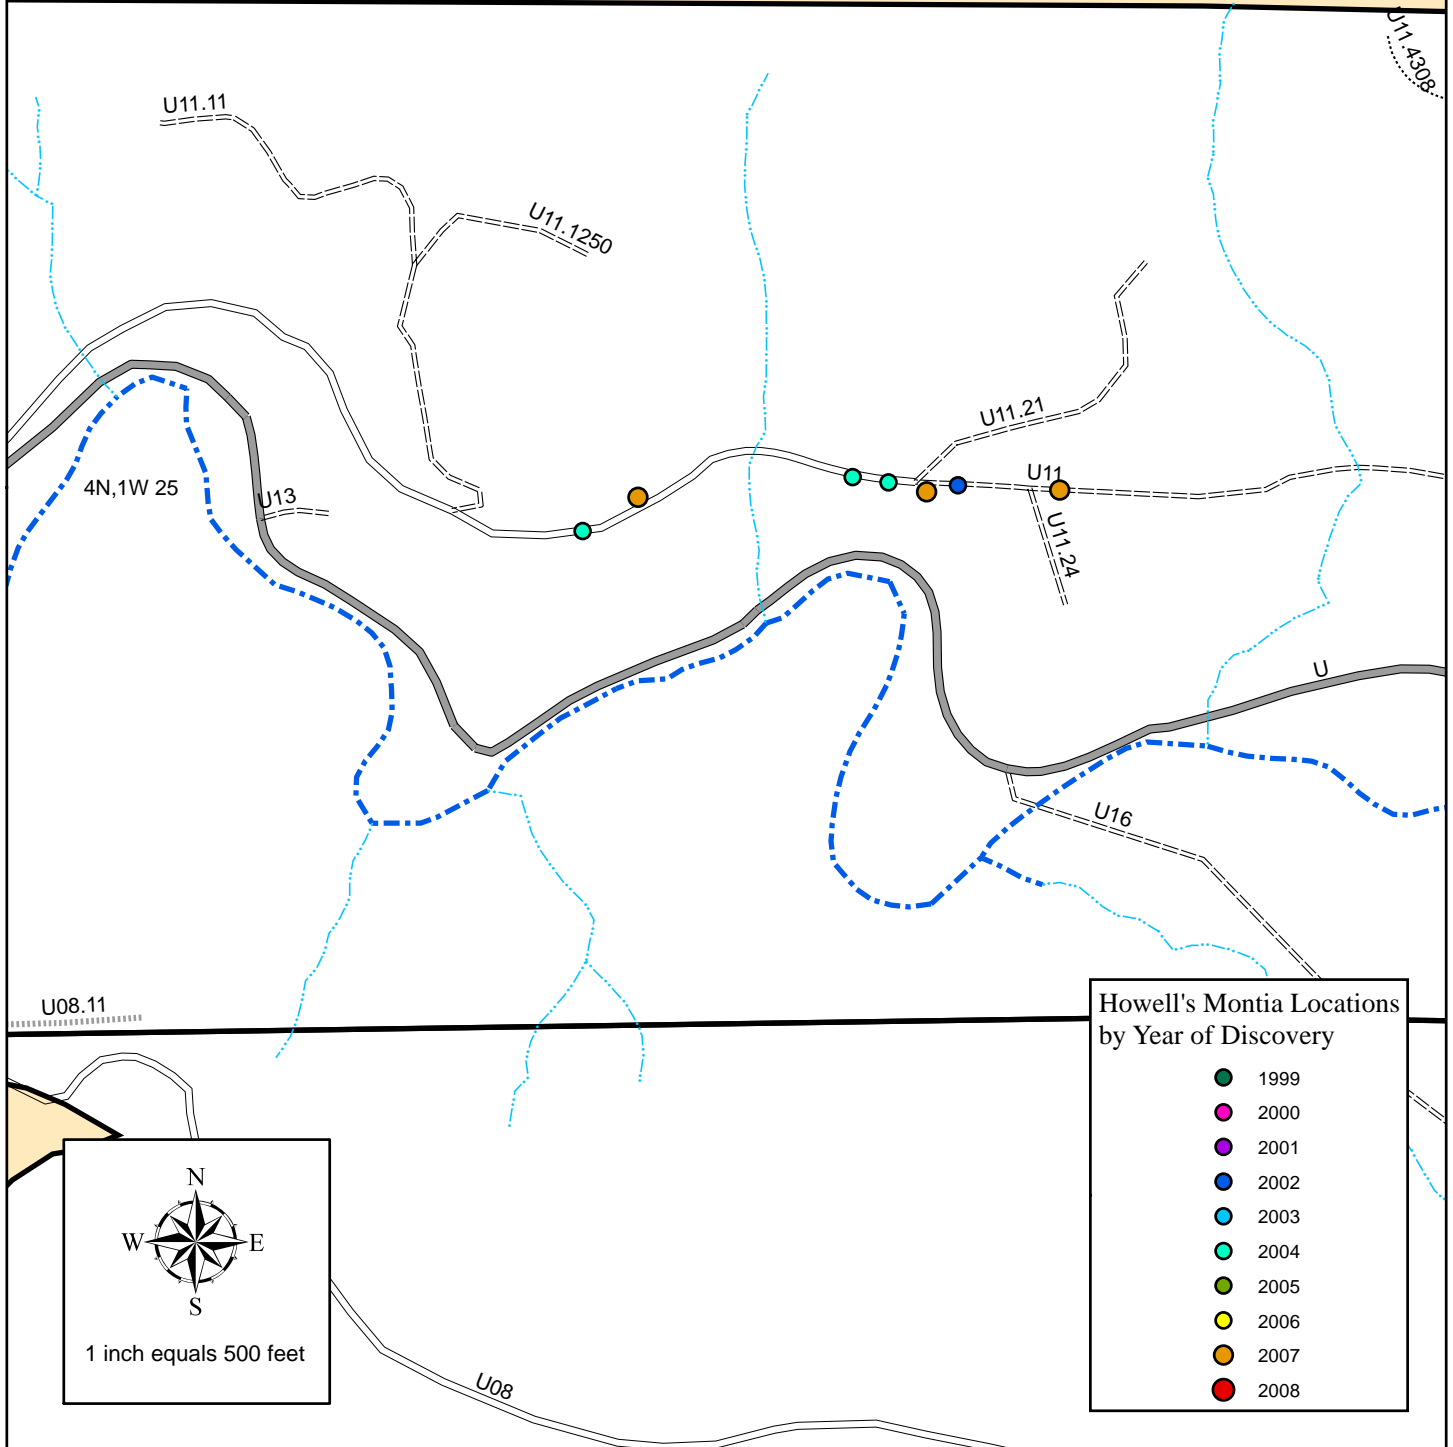 U11.4308
U11.11
U11.1250
U11.21
4N,1W 25
U13
U11
U11.24
U
U16
U08.11
Howell's Montia Locations
by Year of Discovery
1999
2000
2001
2002
2003
2004
2005
2006
2007
2008
N
W E
S
1 inch equals 500 feet
U08